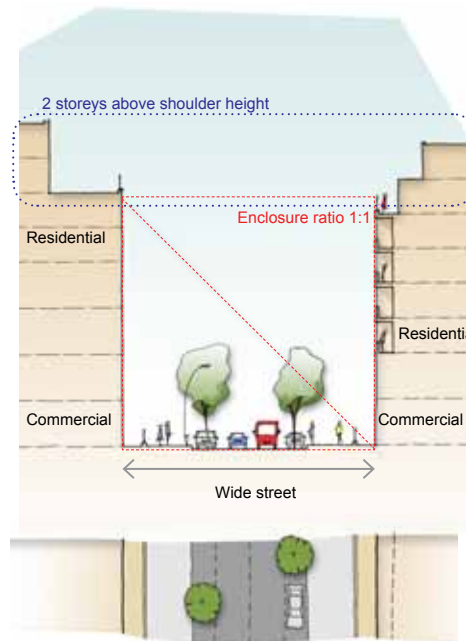 2 storeys above shoulder height
Enclosure ratio 1:1
Residential
Residentia
Commercial
Commercial
Wide street